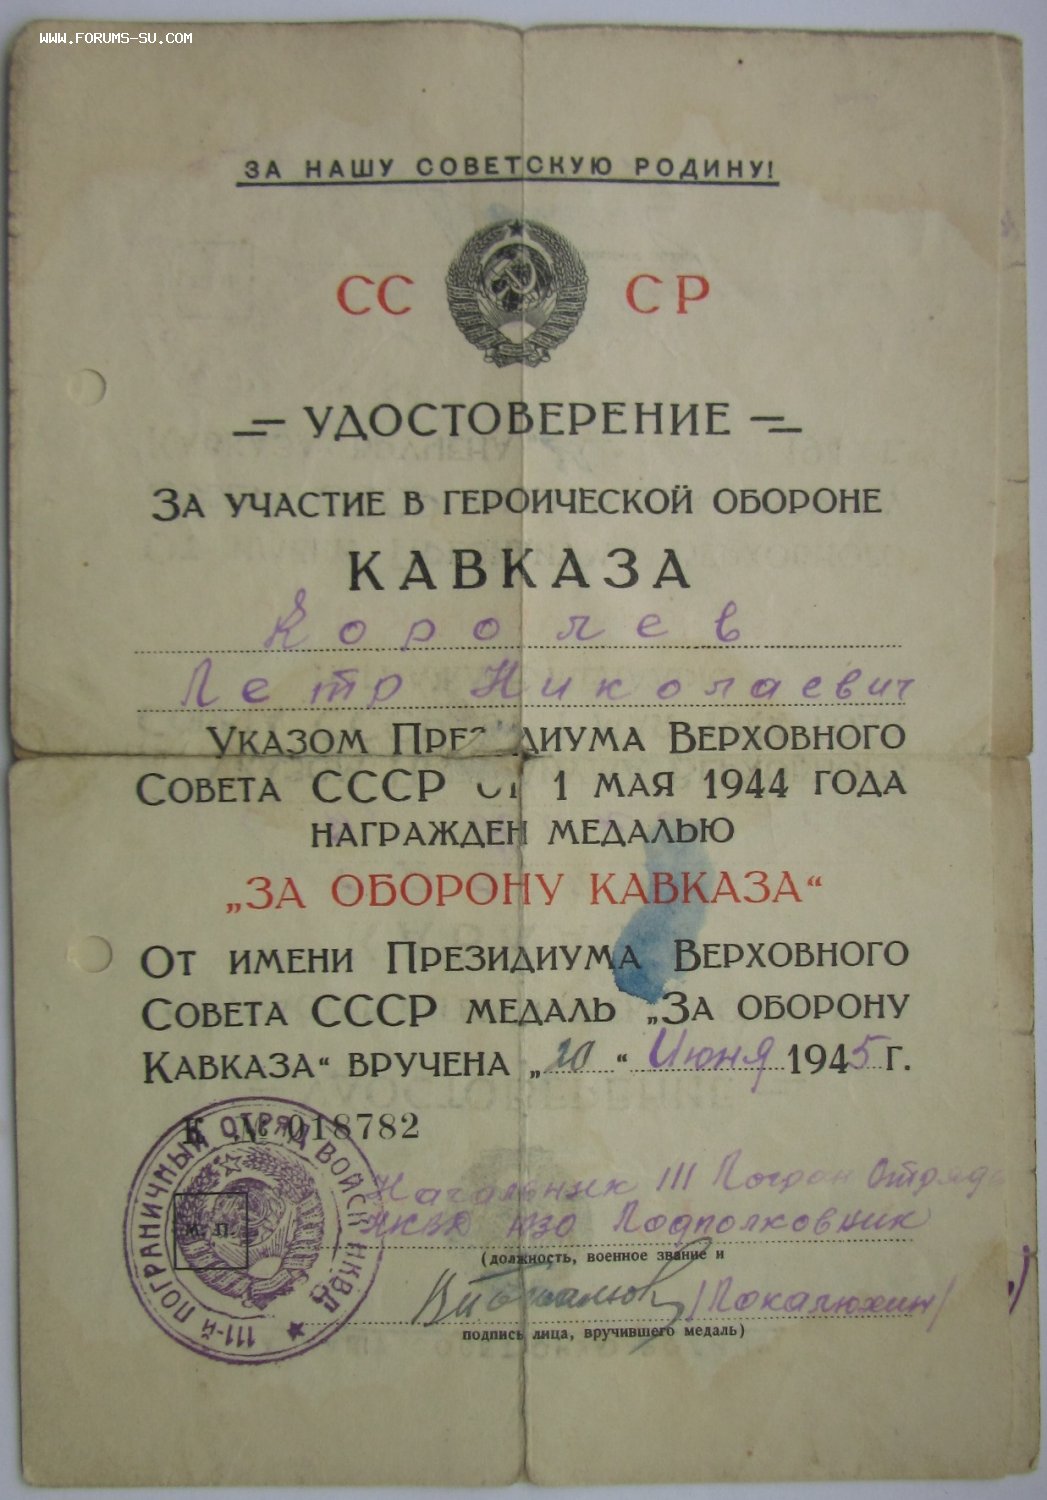 WWW.FORUMS-SU.COM
ЗА НАШУ СОВЕТСКУЮ РОДИНУ!
СС СР
УДОСТОВЕРЕНИЕ
ЗА УЧАСТИЕ В ГЕРОИЧЕСКОЙ ОБОРОНЕ
КАВКАЗА
Королев
Петр Николаевич
УКАЗОМ ПРЕЗИДИУМА ВЕРХОВНОГО
СОВЕТА СССР ОТ 1 МАЯ 1944 ГОДА
НАГРАЖДЕН МЕДАЛЬЮ
„ЗА ОБОРОНУ КАВКАЗА“
ОТ ИМЕНИ ПРЕЗИДИУМА ВЕРХОВНОГО
СОВЕТА СССР МЕДАЛЬ „ЗА ОБОРОНУ
КАВКАЗА“ ВРУЧЕНА „20“ Июня 1945 г.
К № 018782
111-й ПОГРАНИЧНЫЙ ОТРЯД ВОЙСК НКВД
М. П.
Начальник 111 Погран Отряда
НКВД ЮЗО Подполковник
(должность, военное звание и
/Покалюхин/
подпись лица, вручившего медаль)